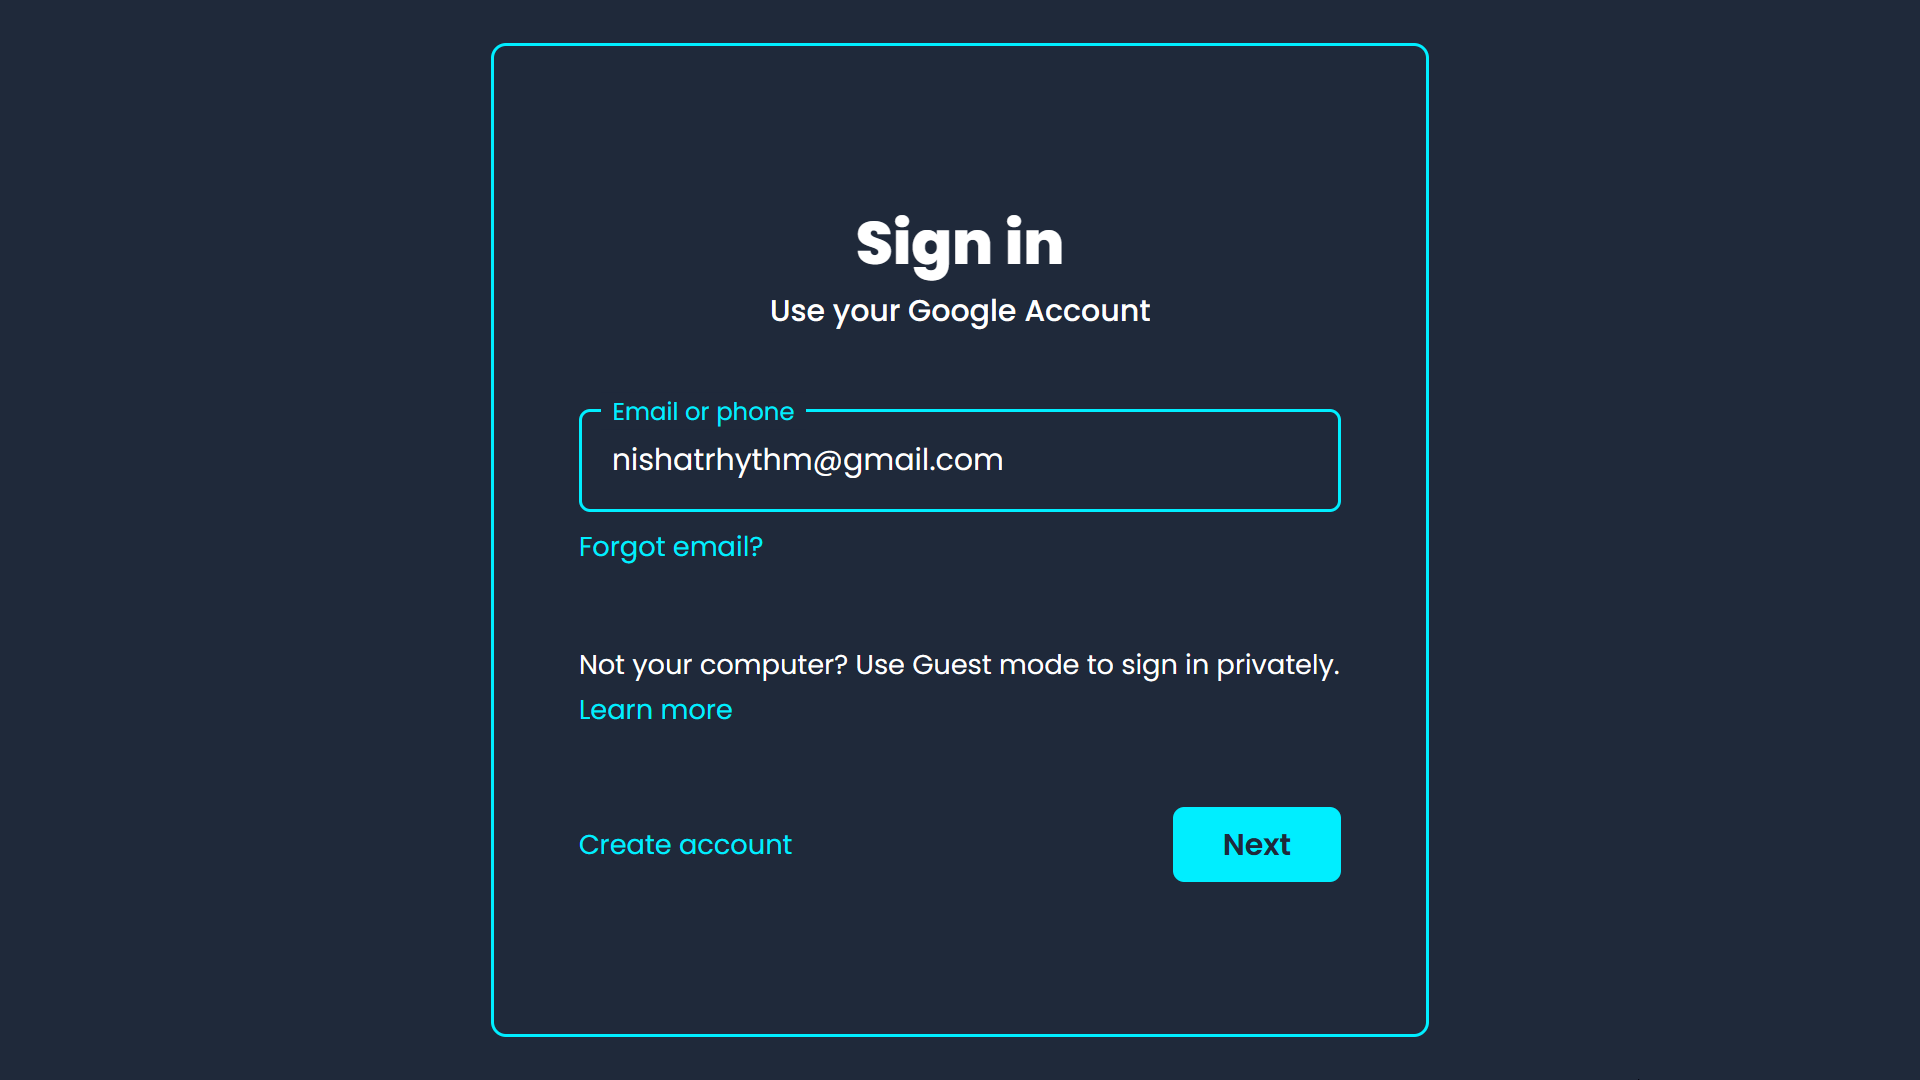 Sign in
Use your Google Account
Email or phone
nishatrhythm@gmail.com
Forgot email?
Not your computer? Use Guest mode to sign in privately.
Learn more
Create account
Next